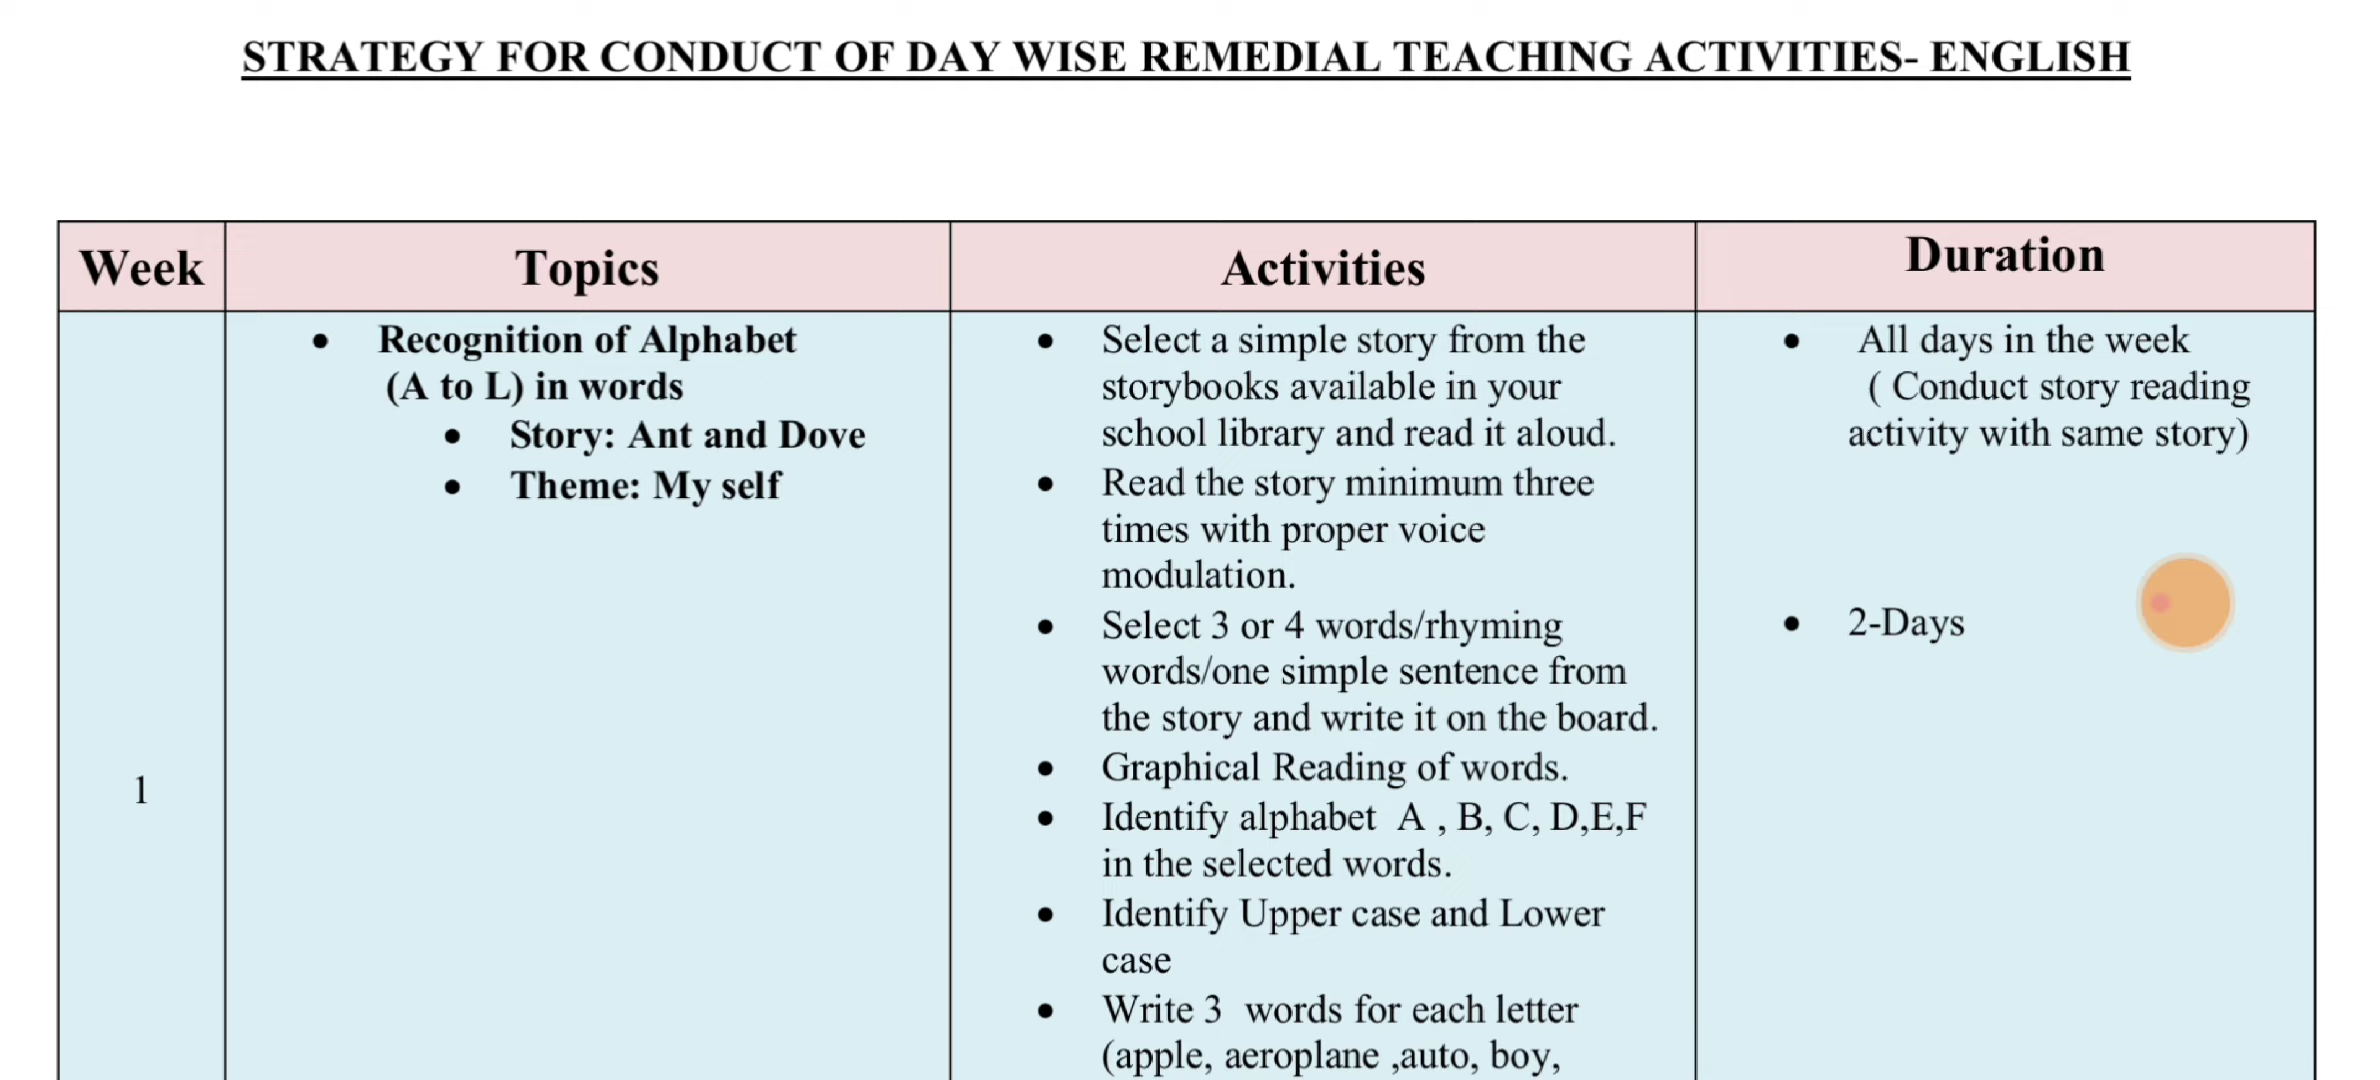 STRATEGY FOR CONDUCT OF DAY WISE REMEDIAL TEACHING ACTIVITIES- ENGLISH
Week
Topics
Activities
Duration
1
• Recognition of Alphabet
(A to L) in words
• Story: Ant and Dove
• Theme: My self
• Select a simple story from the
storybooks available in your
school library and read it aloud.
• Read the story minimum three
times with proper voice
modulation.
• Select 3 or 4 words/rhyming
words/one simple sentence from
the story and write it on the board.
• Graphical Reading of words.
• Identify alphabet A , B, C, D,E,F
in the selected words.
• Identify Upper case and Lower
case
• Write 3 words for each letter
(apple, aeroplane ,auto, boy,
• All days in the week
( Conduct story reading
activity with same story)
• 2-Days